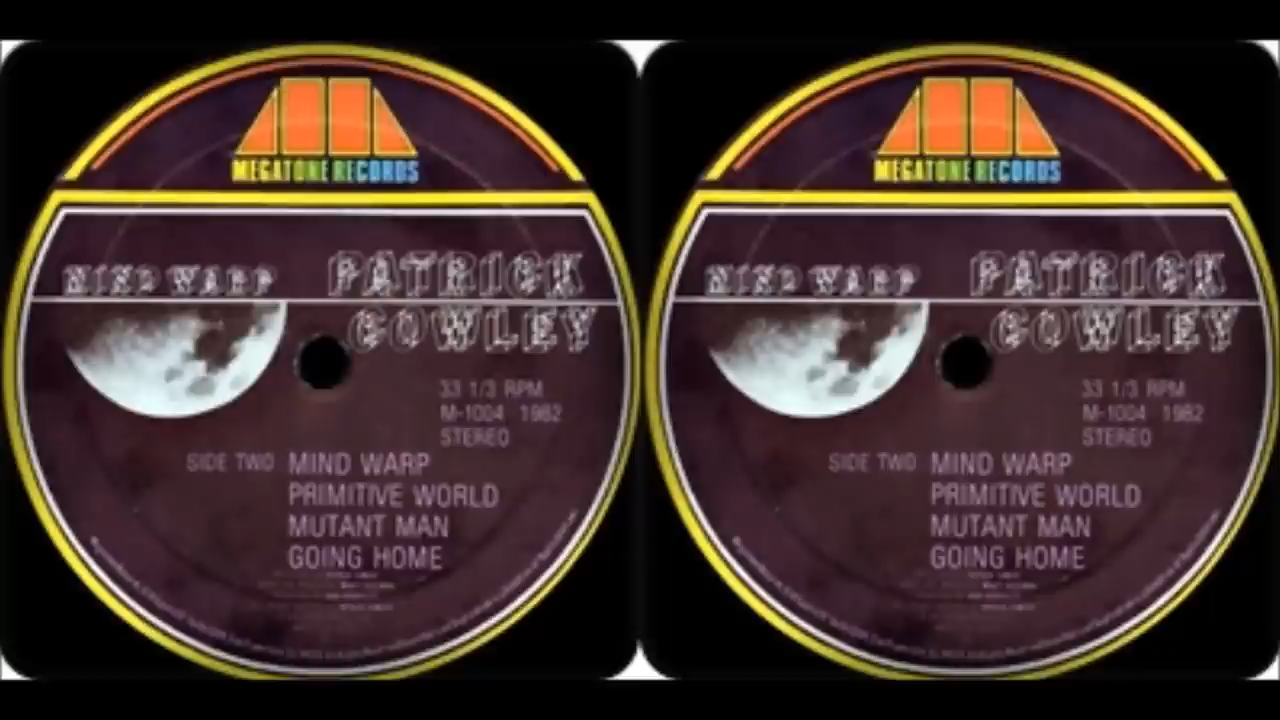 MEGATONE RECORDS
MIND WARP
PATRICK
COWLEY
33 1/3 RPM
M-1004 1982
STEREO
SIDE TWO MIND WARP
PRIMITIVE WORLD
MUTANT MAN
GOING HOME
MEGATONE RECORDS
MIND WARP
PATRICK
COWLEY
33 1/3 RPM
M-1004 1982
STEREO
SIDE TWO MIND WARP
PRIMITIVE WORLD
MUTANT MAN
GOING HOME